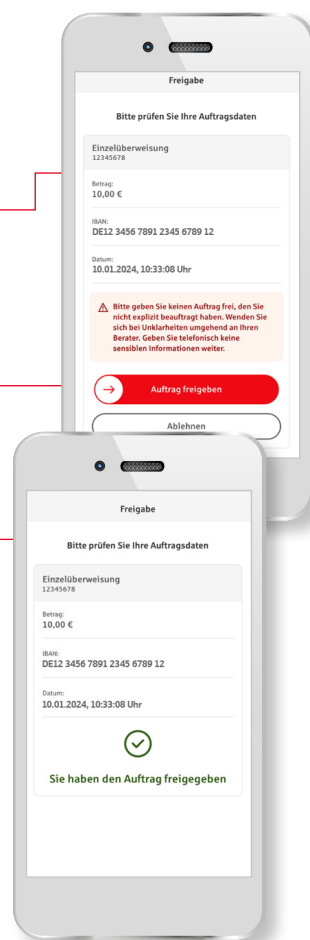 Freigabe
Bitte prüfen Sie Ihre Auftragsdaten
Einzelüberweisung
12345678
Betrag:
10,00 €
IBAN:
DE12 3456 7891 2345 6789 12
Datum:
10.01.2024, 10:33:08 Uhr
Bitte geben Sie keinen Auftrag frei, den Sie
nicht explizit beauftragt haben. Wenden Sie
sich bei Unklarheiten umgehend an Ihren
Berater. Geben Sie telefonisch keine
sensiblen Informationen weiter.
Auftrag freigeben
Ablehnen
Freigabe
Bitte prüfen Sie Ihre Auftragsdaten
Einzelüberweisung
12345678
Betrag:
10,00 €
IBAN:
DE12 3456 7891 2345 6789 12
Datum:
10.01.2024, 10:33:08 Uhr
Sie haben den Auftrag freigegeben